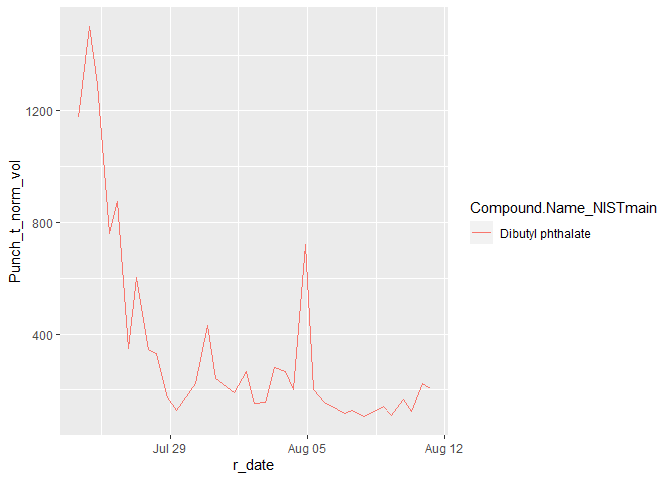 1200
800
400
Punch_t_norm_vol
Jul 29
Aug 05
Aug 12
r_date
Compound.Name_NISTmain
Dibutyl phthalate